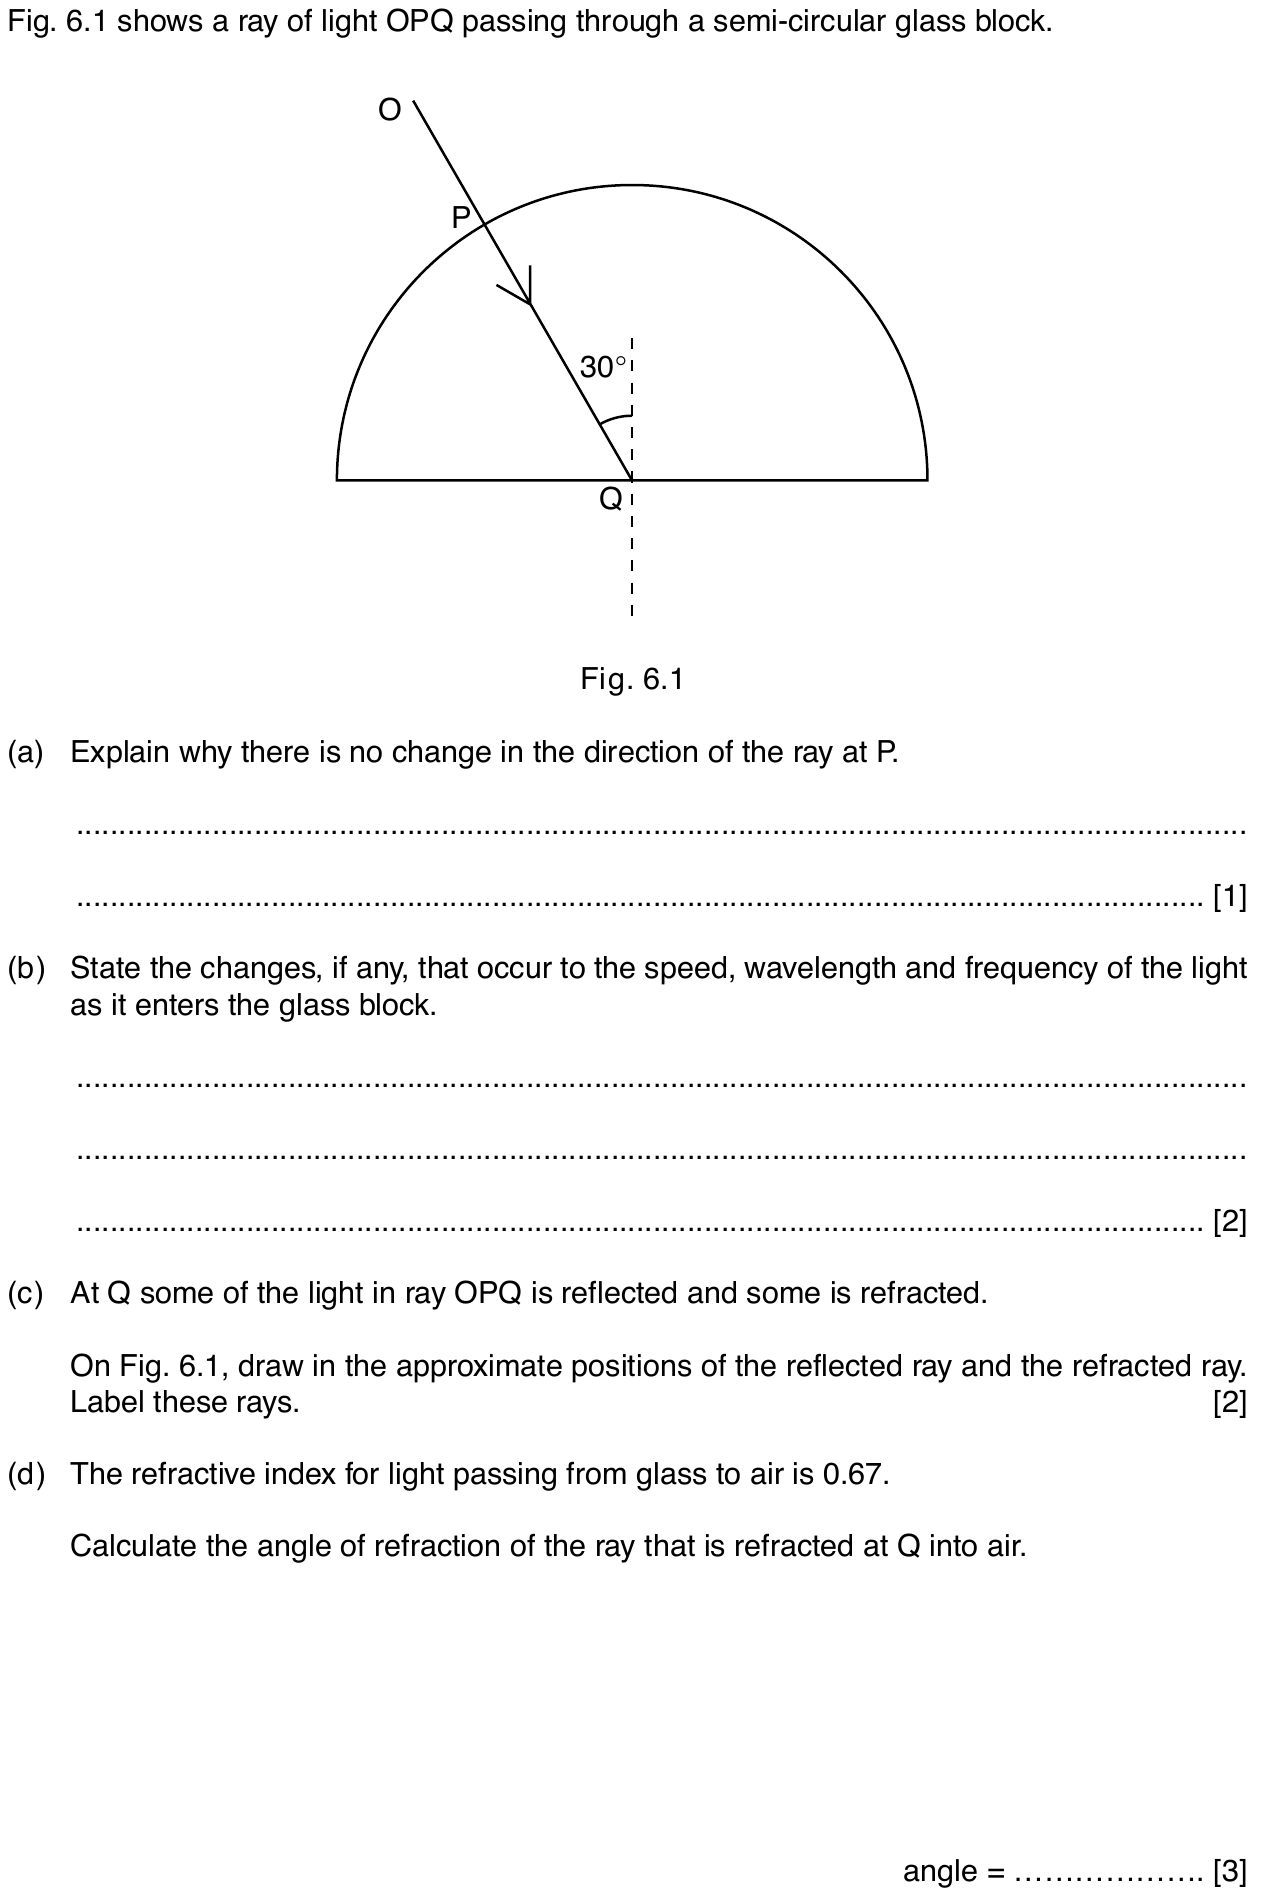 Fig. 6.1 shows a ray of light OPQ passing through a semi-circular glass block.
O
P
30°
Q
Fig. 6.1
(a) Explain why there is no change in the direction of the ray at P.
..........................................................................................................................................
..................................................................................................................................... [1]
(b) State the changes, if any, that occur to the speed, wavelength and frequency of the light
as it enters the glass block.
..........................................................................................................................................
..........................................................................................................................................
..................................................................................................................................... [2]
(c) At Q some of the light in ray OPQ is reflected and some is refracted.
On Fig. 6.1, draw in the approximate positions of the reflected ray and the refracted ray.
Label these rays. [2]
(d) The refractive index for light passing from glass to air is 0.67.
Calculate the angle of refraction of the ray that is refracted at Q into air.
angle = ................... [3]